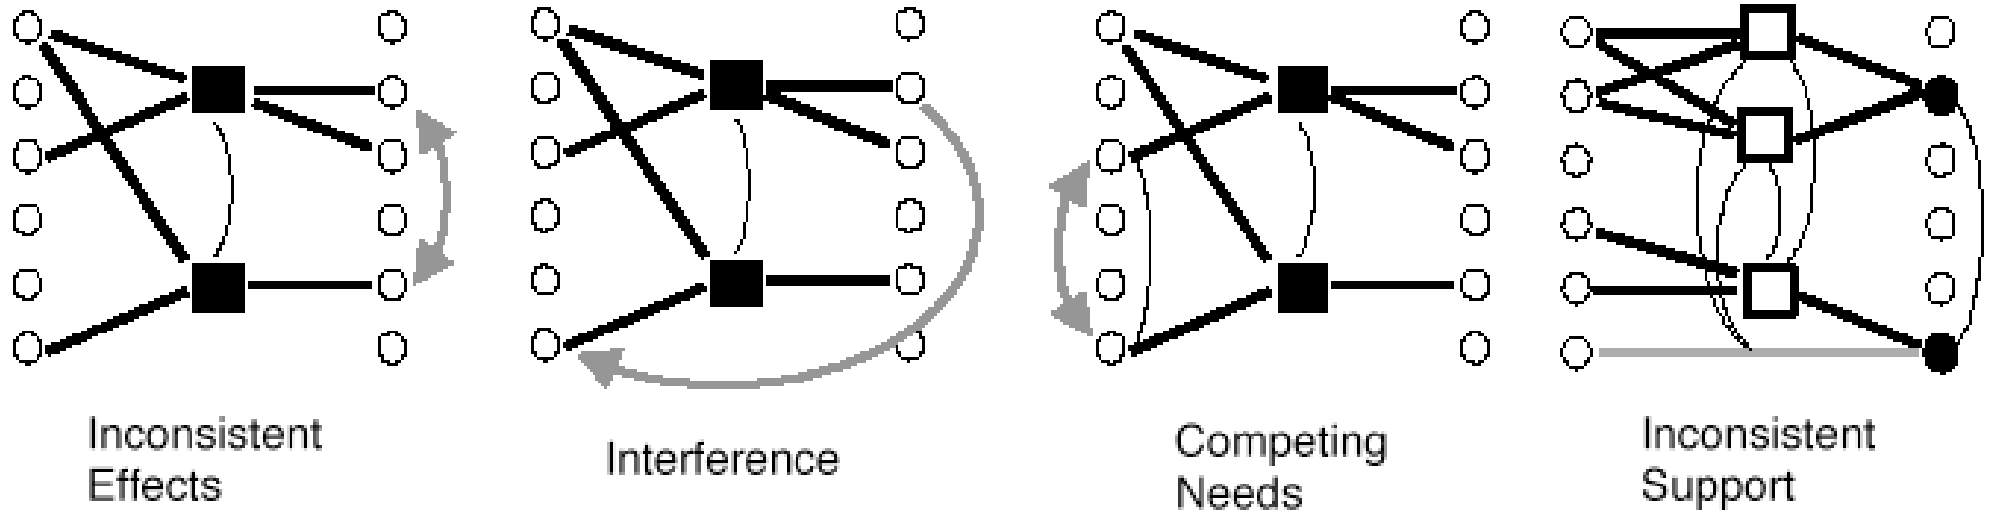 Inconsistent
Effects
Interference
Competing
Needs
Inconsistent
Support